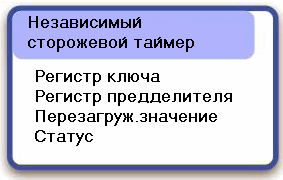 Независимый
сторожевой таймер
Регистр ключа
Регистр предделителя
Перезагруж.значение
Статус